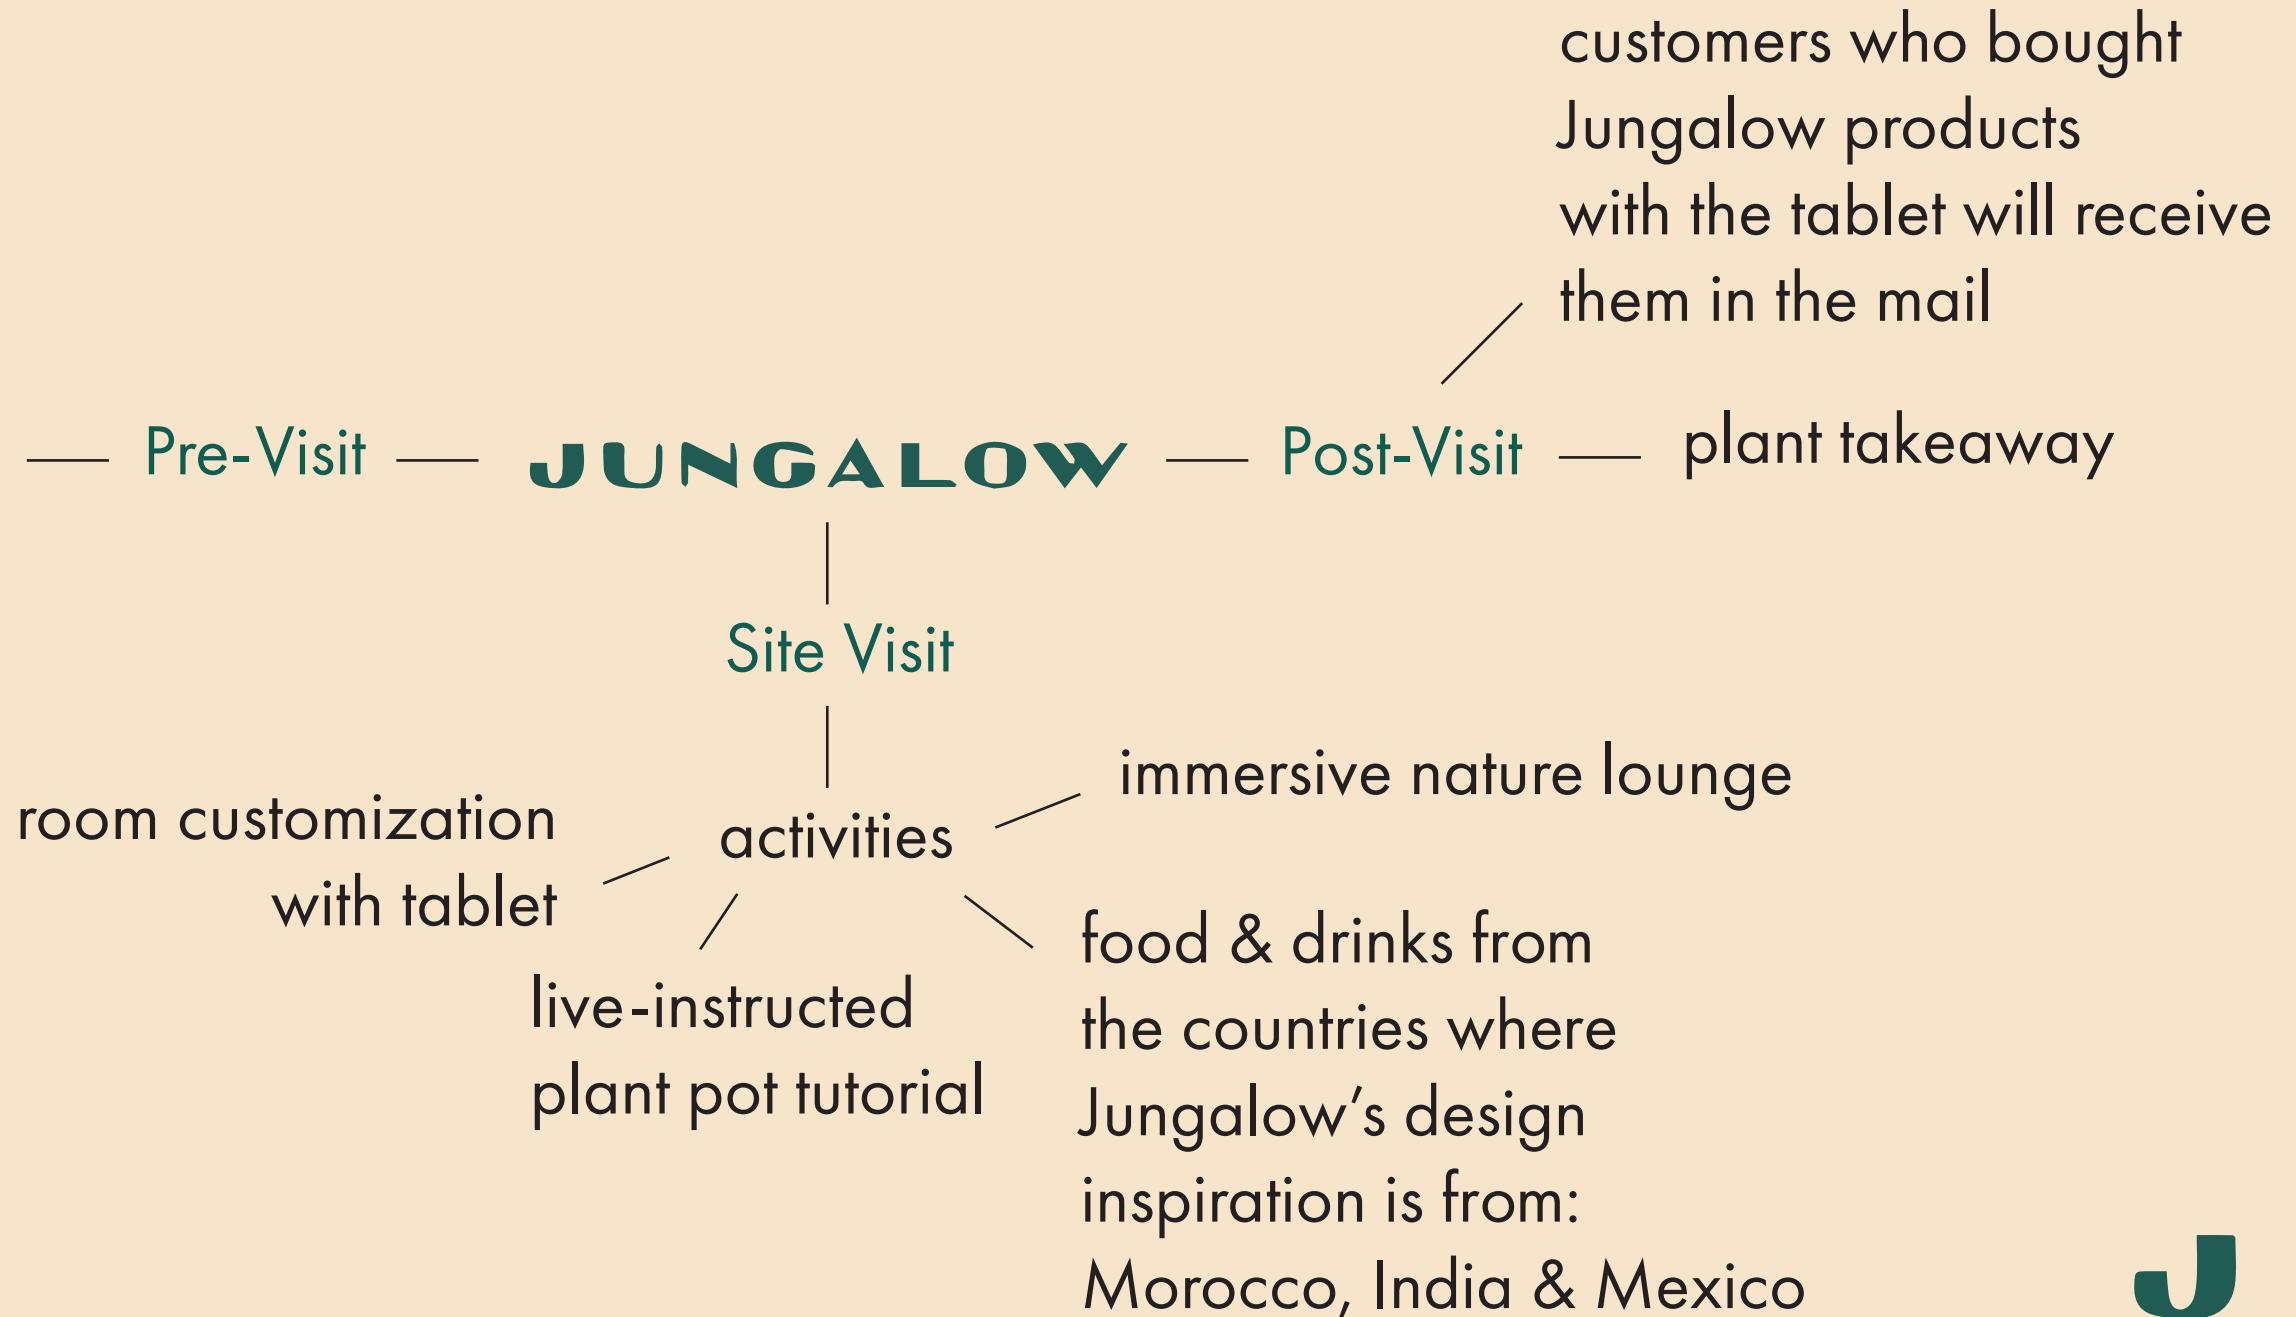 customers who bought
Jungalow products
with the tablet will receive
them in the mail
Pre-Visit
JUNGALOW
Post-Visit
plant takeaway
Site Visit
activities
immersive nature lounge
room customization
with tablet
live-instructed
plant pot tutorial
food & drinks from
the countries where
Jungalow’s design
inspiration is from:
Morocco, India & Mexico
J